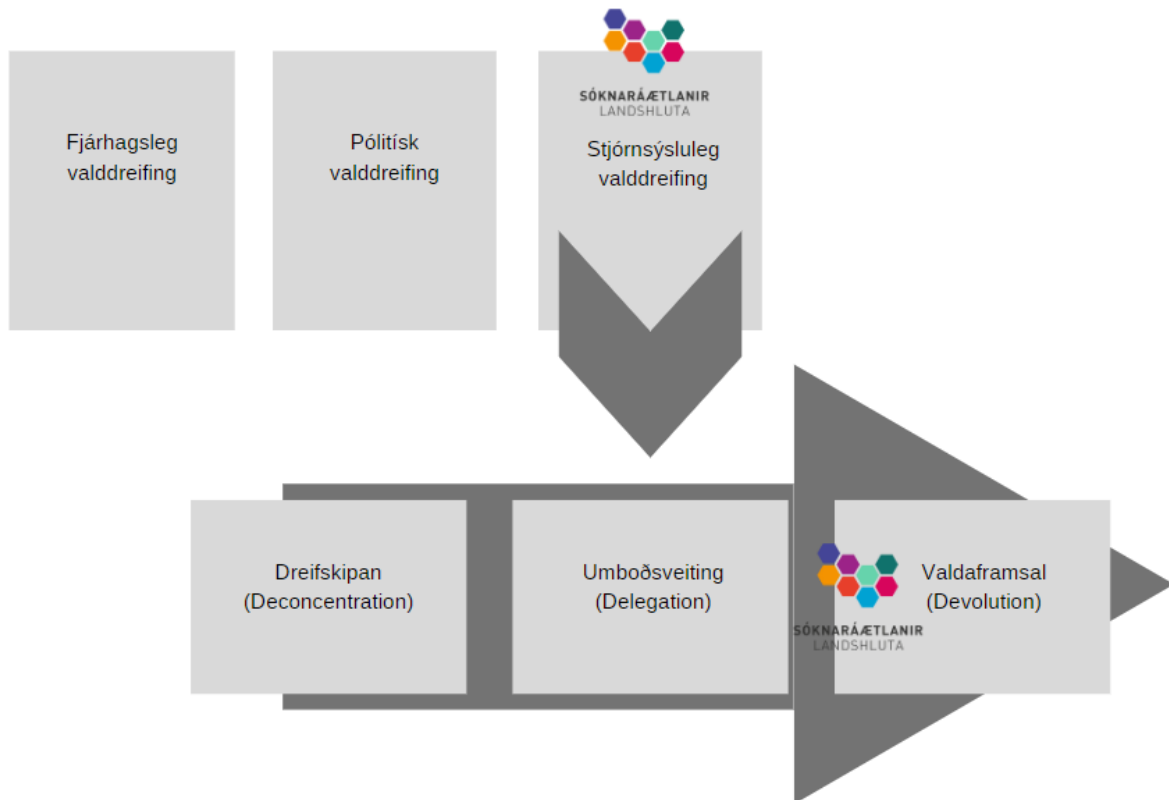 Fjárhagsleg
valddreifing
Pólitísk
valddreifing
SÓKNARÁÆTLANIR
LANDSHLUTA
Stjórnsýsluleg
valddreifing
Dreifskipan
(Deconcentration)
Umboðsveiting
(Delegation)
SÓKNARÁÆTLANIR
LANDSHLUTA
Valdaframsal
(Devolution)